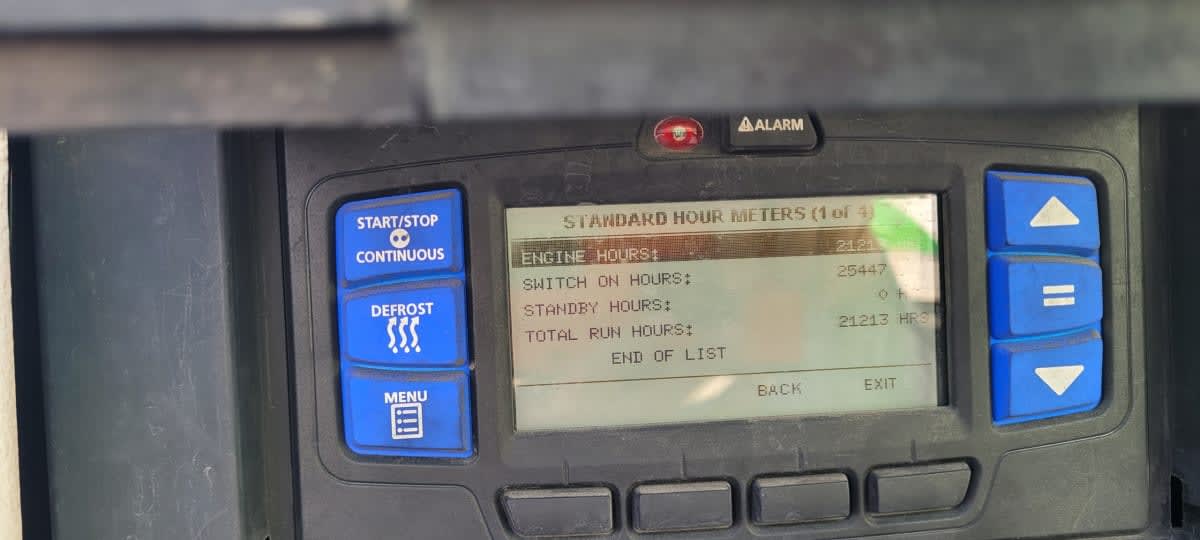 ALARM
START/STOP
CONTINUOUS
DEFROST
MENU
STANDARD HOUR METERS (1 of 4)
ENGINE HOURS:
SWITCH ON HOURS: 25447
STANDBY HOURS: 0
TOTAL RUN HOURS: 21213 HRS
END OF LIST
BACK EXIT